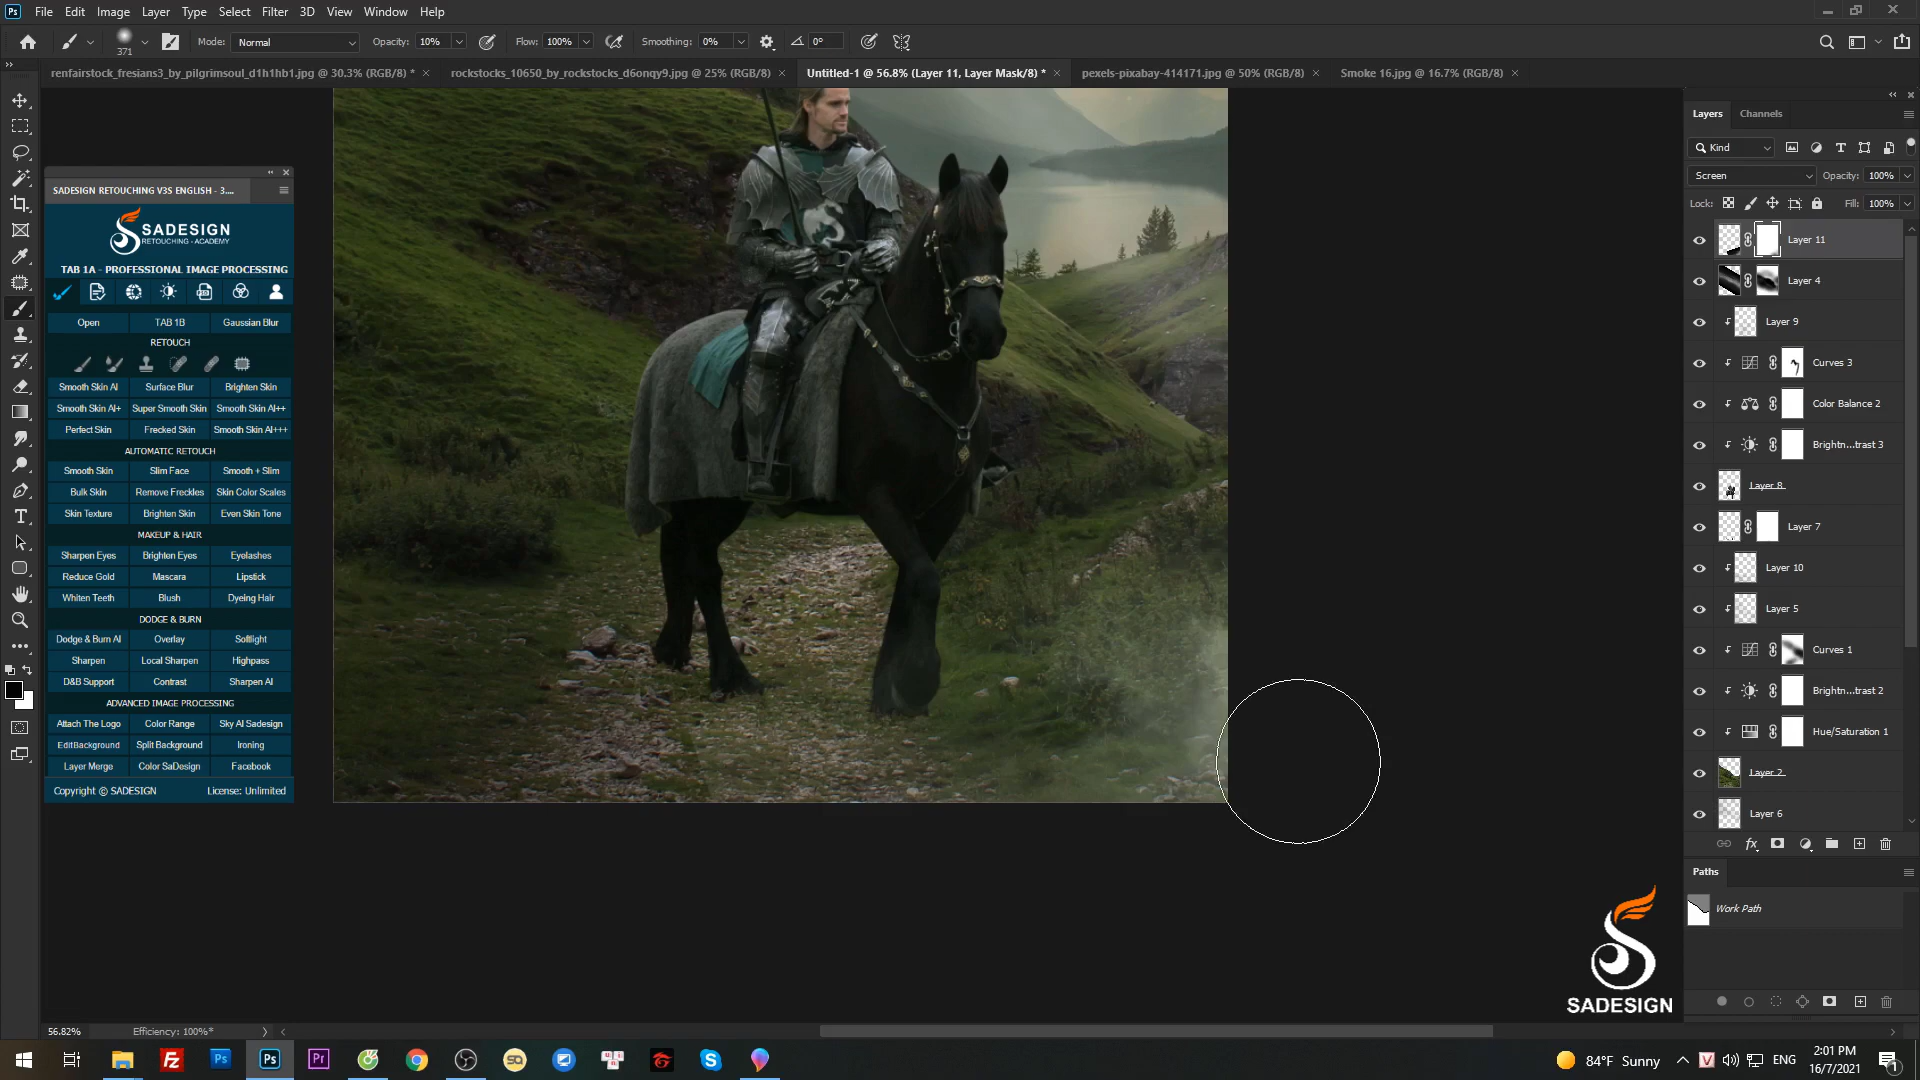 Ps File Edit Image Layer Type Select Filter 3D View Window Help
371 Mode: Normal Opacity: 10% Flow: 100% Smoothing: 0% 0°
renfairstock_fresians3_by_pilgrimsoul_d1h1hb1.jpg @ 30.3% (RGB/8) * × rockstocks_10650_by_rockstocks_d6onqy9.jpg @ 25% (RGB/8) × Untitled-1 @ 56.8% (Layer 11, Layer Mask/8) * × pexels-pixabay-414171.jpg @ 50% (RGB/8) × Smoke 16.jpg @ 16.7% (RGB/8) ×
SADESIGN RETOUCHING V3S ENGLISH - 3....
SADESIGN
RETOUCHING - ACADEMY
TAB 1A - PROFESSIONAL IMAGE PROCESSING
Open TAB 1B Gaussian Blur
RETOUCH
Smooth Skin AI Surface Blur Brighten Skin
Smooth Skin AI+ Super Smooth Skin Smooth Skin AI++
Perfect Skin Frecked Skin Smooth Skin AI+++
AUTOMATIC RETOUCH
Smooth Skin Slim Face Smooth + Slim
Bulk Skin Remove Freckles Skin Color Scales
Skin Texture Brighten Skin Even Skin Tone
MAKEUP & HAIR
Sharpen Eyes Brighten Eyes Eyelashes
Reduce Gold Mascara Lipstick
Whiten Teeth Blush Dyeing Hair
DODGE & BURN
Dodge & Burn AI Overlay Softlight
Sharpen Local Sharpen Highpass
D&B Support Contrast Sharpen AI
ADVANCED IMAGE PROCESSING
Attach The Logo Color Range Sky AI Sadesign
EditBackground Split Background Ironing
Layer Merge Color SaDesign Facebook
Copyright © SADESIGN License: Unlimited
Layers Channels
Kind
Screen Opacity: 100%
Lock: Fill: 100%
Layer 11
Layer 4
Layer 9
Curves 3
Color Balance 2
Brightn...trast 3
Layer 8
Layer 7
Layer 10
Layer 5
Curves 1
Brightn...trast 2
Hue/Saturation 1
Layer 2
Layer 6
fx
Paths
Work Path
SADESIGN
56.82% Efficiency: 100%*
84°F Sunny ENG 2:01 PM
16/7/2021